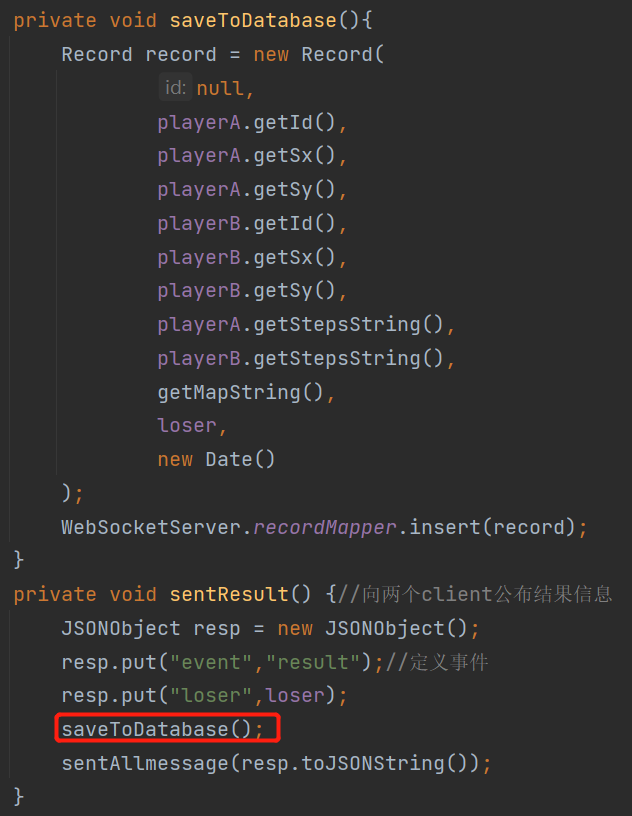 private void saveToDatabase(){
Record record = new Record(
id: null,
playerA.getId(),
playerA.getSx(),
playerA.getSy(),
playerB.getId(),
playerB.getSx(),
playerB.getSy(),
playerA.getStepsString(),
playerB.getStepsString(),
getMapString(),
loser,
new Date()
);
WebSocketServer.recordMapper.insert(record);
}
private void sentResult() {//向两个client公布结果信息
JSONObject resp = new JSONObject();
resp.put("event","result");//定义事件
resp.put("loser",loser);
saveToDatabase();
sentAllmessage(resp.toJSONString());
}